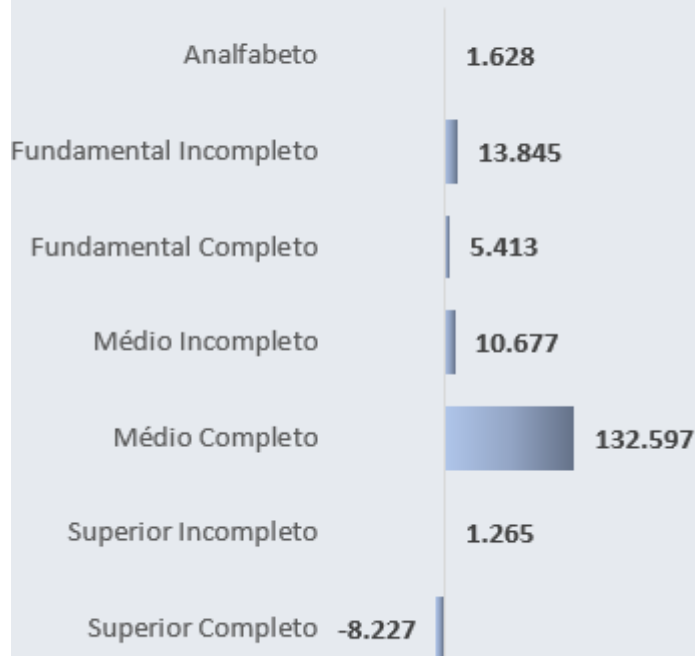 Analfabeto 1.628
Fundamental Incompleto 13.845
Fundamental Completo 5.413
Médio Incompleto 10.677
Médio Completo 132.597
Superior Incompleto 1.265
Superior Completo -8.227